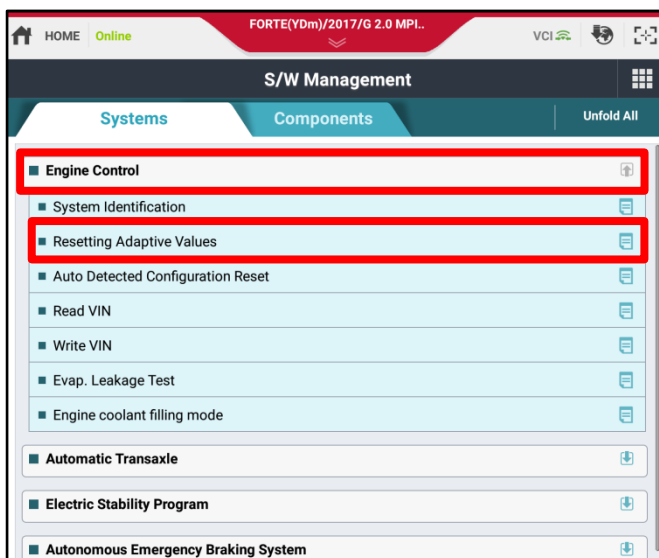 FORTE(YDm)/2017/G 2.0 MPI..
HOME Online VCI
S/W Management
Systems Components Unfold All
Engine Control
System Identification
Resetting Adaptive Values
Auto Detected Configuration Reset
Read VIN
Write VIN
Evap. Leakage Test
Engine coolant filling mode
Automatic Transaxle
Electric Stability Program
Autonomous Emergency Braking System